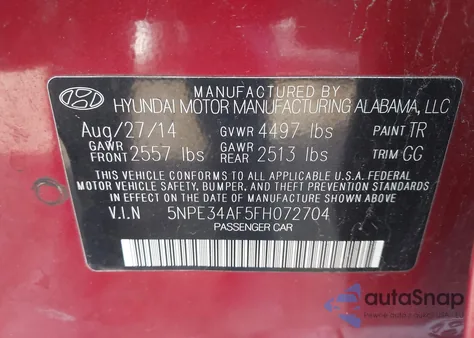 MANUFACTURED BY
HYUNDAI MOTOR MANUFACTURING ALABAMA, LLC
Aug/27/14 GVWR 4497 lbs PAINT TR
GAWR FRONT 2557 lbs GAWR REAR 2513 lbs TRIM GG
THIS VEHICLE CONFORMS TO ALL APPLICABLE U.S.A. FEDERAL
MOTOR VEHICLE SAFETY, BUMPER, AND THEFT PREVENTION STANDARDS
IN EFFECT ON THE DATE OF MANUFACTURE SHOWN ABOVE.
V.I.N 5NPE34AF5FH072704
PASSENGER CAR
autoSnap